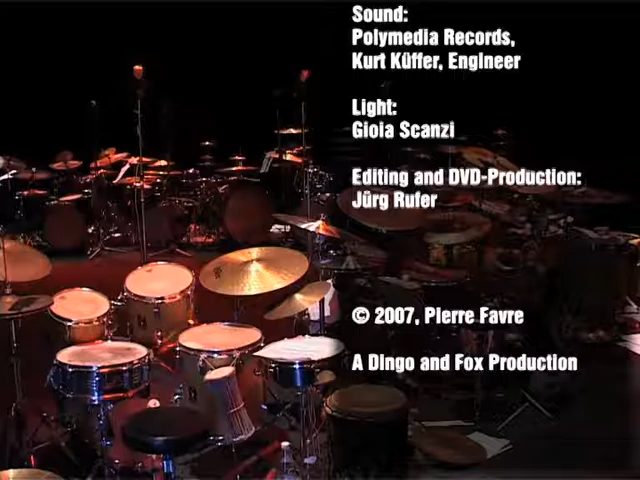 Sound:
Polymedia Records,
Kurt Küffer, Engineer
Light:
Gioia Scanzi
Editing and DVD-Production:
Jürg Rufer
© 2007, Pierre Favre
A Dingo and Fox Production